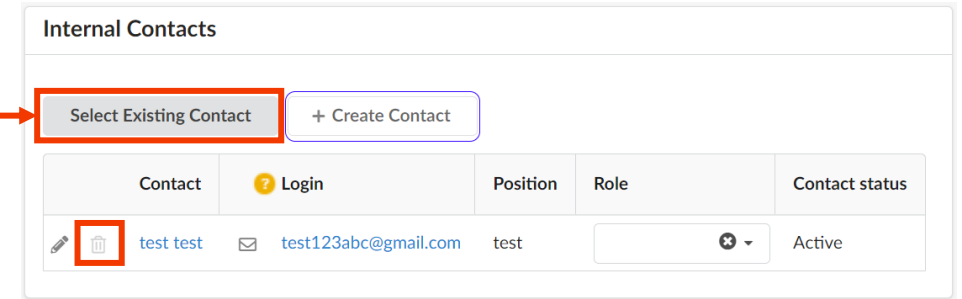 Internal Contacts
Select Existing Contact + Create Contact
Contact ? Login Position Role Contact status
test test test123abc@gmail.com test Active